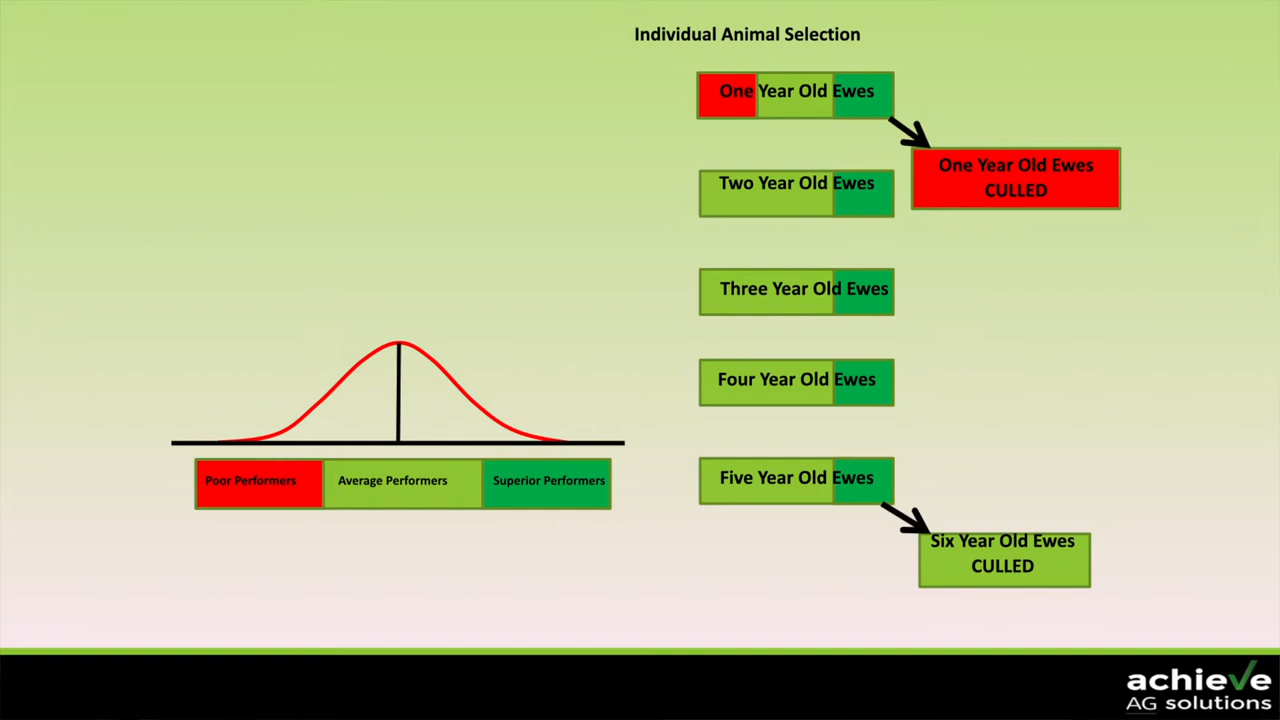 Individual Animal Selection
One Year Old Ewes
One Year Old Ewes
CULLED
Two Year Old Ewes
Three Year Old Ewes
Four Year Old Ewes
Poor Performers
Average Performers
Superior Performers
Five Year Old Ewes
Six Year Old Ewes
CULLED
achieve
AG solutions